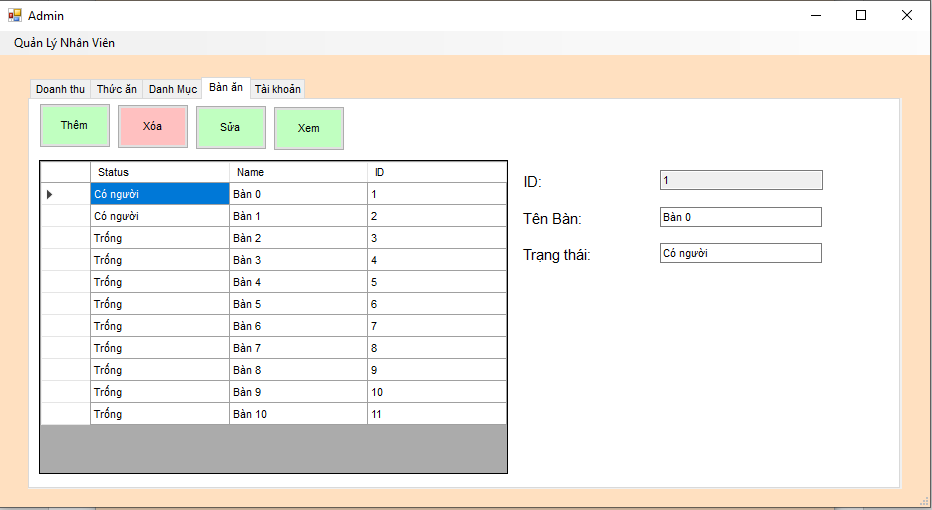 Admin
Quản Lý Nhân Viên
Doanh thu Thức ăn Danh Mục Bàn ăn Tài khoản
Thêm Xóa Sửa Xem
Status Name ID
Có người Bàn 0 1
Có người Bàn 1 2
Trống Bàn 2 3
Trống Bàn 3 4
Trống Bàn 4 5
Trống Bàn 5 6
Trống Bàn 6 7
Trống Bàn 7 8
Trống Bàn 8 9
Trống Bàn 9 10
Trống Bàn 10 11
ID: 1
Tên Bàn: Bàn 0
Trạng thái: Có người